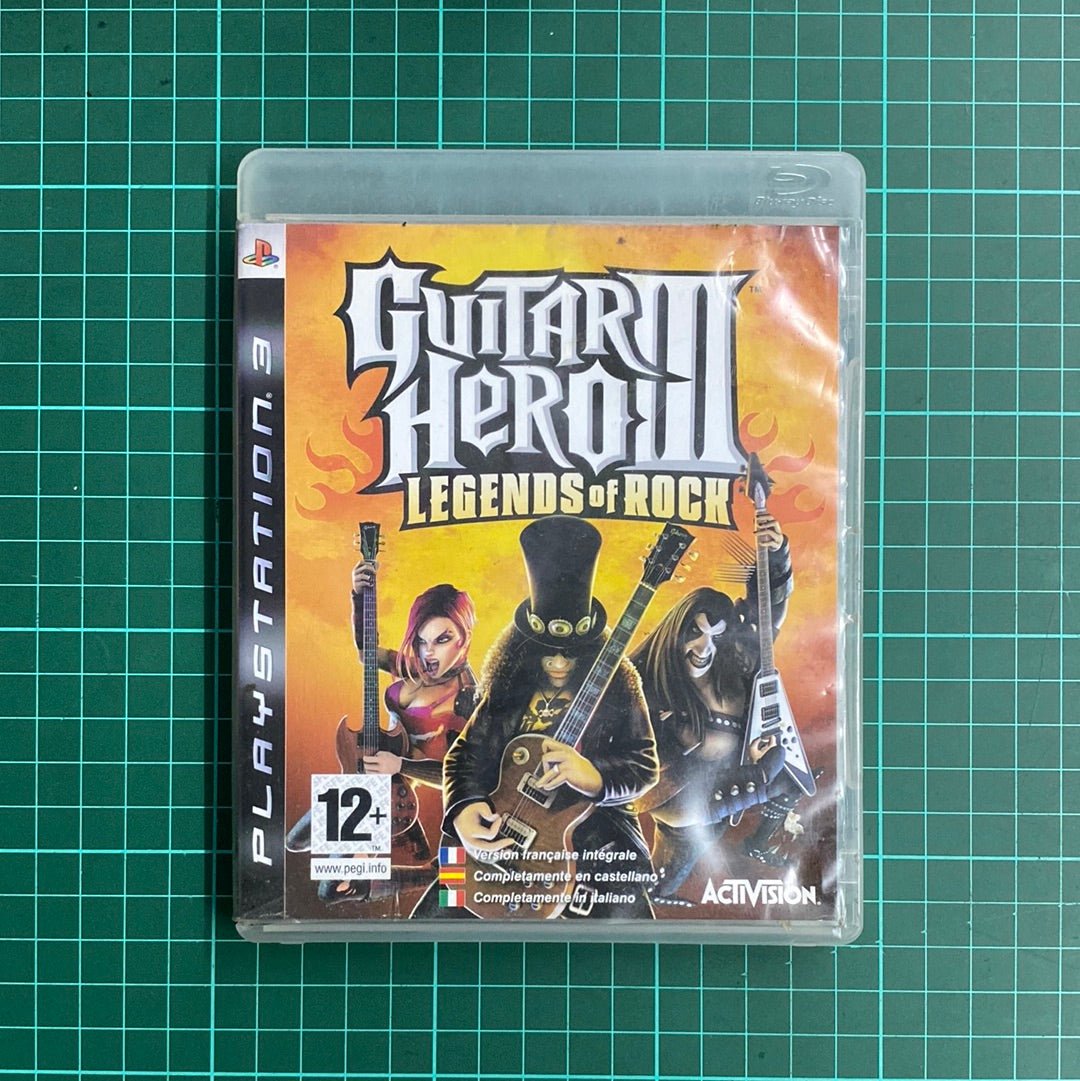 Blu-ray Disc
PLAYSTATION® 3
GUITAR
HERO III ™
LEGENDS of ROCK
12+ ™
www.pegi.info
Version française intégrale
Completamente en castellano
Completamente in italiano
ACTIVISION.